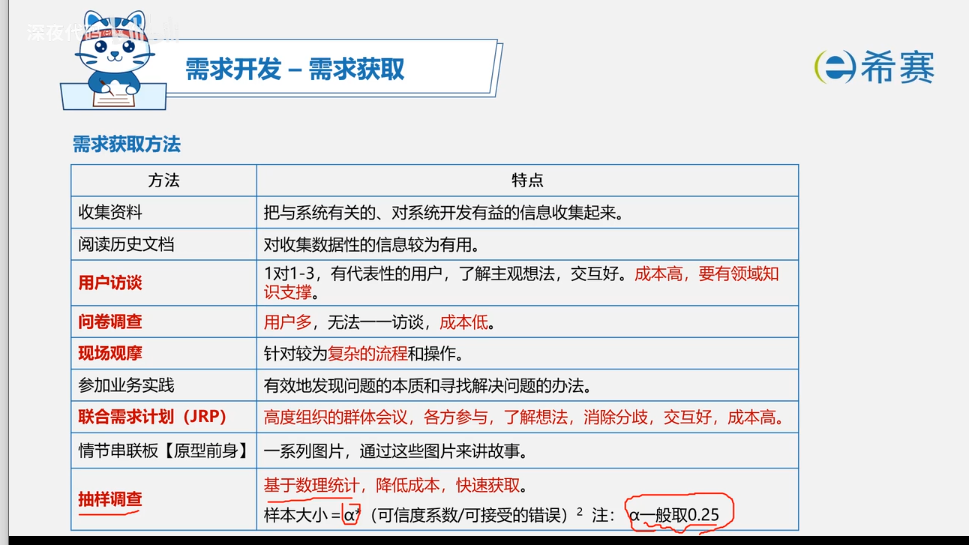 深夜代码
需求开发 – 需求获取
希赛
需求获取方法
方法 特点
收集资料 把与系统有关的、对系统开发有益的信息收集起来。
阅读历史文档 对收集数据性的信息较为有用。
用户访谈 1对1-3，有代表性的用户，了解主观想法，交互好。成本高，要有领域知
识支撑。
问卷调查 用户多，无法一一访谈，成本低。
现场观摩 针对较为复杂的流程和操作。
参加业务实践 有效地发现问题的本质和寻找解决问题的办法。
联合需求计划（JRP） 高度组织的群体会议，各方参与，了解想法，消除分歧，交互好，成本高。
情节串联板【原型前身】 一系列图片，通过这些图片来讲故事。
抽样调查 基于数理统计，降低成本，快速获取。
样本大小＝α*（可信度系数/可接受的错误）² 注： α一般取0.25